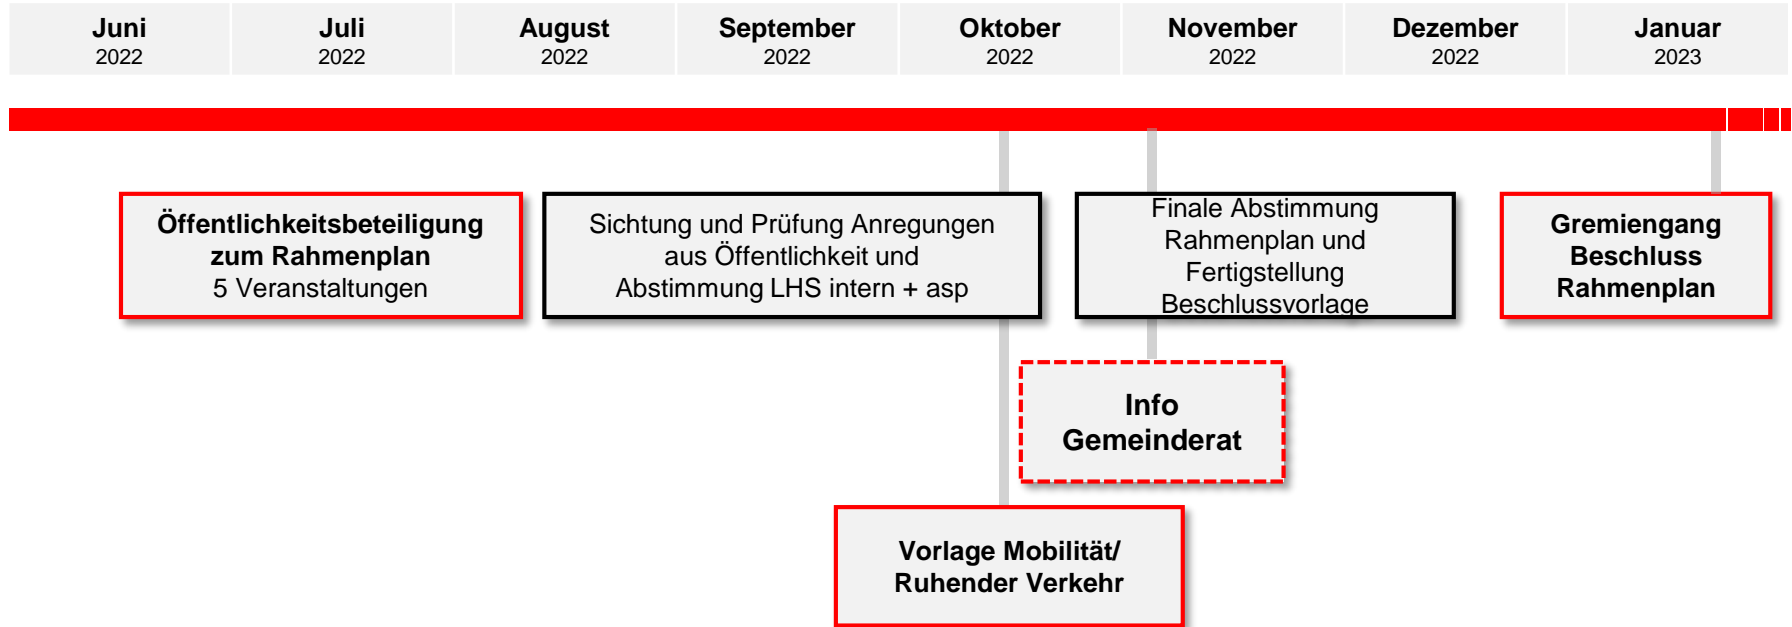 Juni
2022
Juli
2022
August
2022
September
2022
Oktober
2022
November
2022
Dezember
2022
Januar
2023
Öffentlichkeitsbeteiligung
zum Rahmenplan
5 Veranstaltungen
Sichtung und Prüfung Anregungen
aus Öffentlichkeit und
Abstimmung LHS intern + asp
Finale Abstimmung
Rahmenplan und
Fertigstellung
Beschlussvorlage
Gremiengang
Beschluss
Rahmenplan
Info
Gemeinderat
Vorlage Mobilität/
Ruhender Verkehr